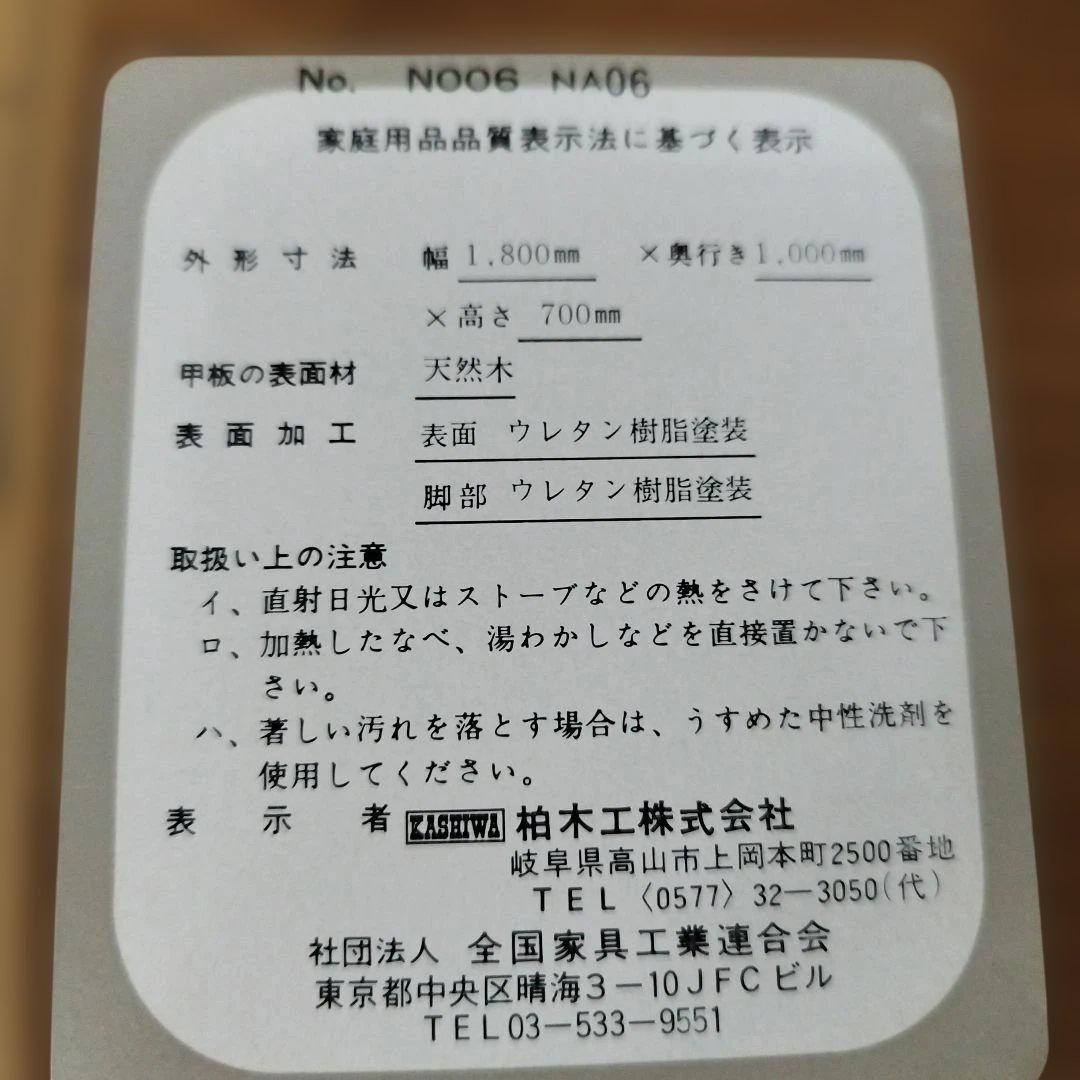 No. N006 NA06
家庭用品品質表示法に基づく表示
外形寸法 幅 1,800㎜ ×奥行き 1,000㎜
×高さ 700㎜
甲板の表面材 天然木
表面加工 表面 ウレタン樹脂塗装
脚部 ウレタン樹脂塗装
取扱い上の注意
イ、直射日光又はストーブなどの熱をさけて下さい。
ロ、加熱したなべ、湯わかしなどを直接置かないで下
さい。
ハ、著しい汚れを落とす場合は、うすめた中性洗剤を
使用してください。
表示者 KASHIWA 柏木工株式会社
岐阜県高山市上岡本町2500番地
TEL〈0577〉32—3050(代)
社団法人 全国家具工業連合会
東京都中央区晴海3—10JFCビル
TEL03—533—9551